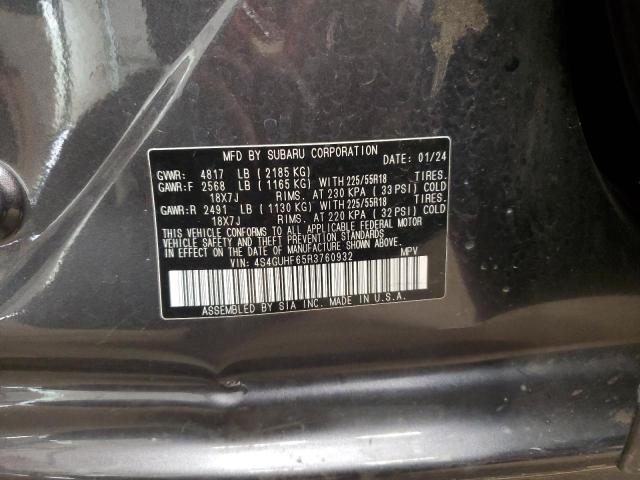 MFD BY SUBARU CORPORATION DATE: 01/24
GVWR: 4817 LB (2185 KG)
GAWR:F 2568 LB (1165 KG) WITH 225/55R18 TIRES.
18X7J RIMS. AT 230 KPA (33 PSI) COLD
GAWR:R 2491 LB (1130 KG) WITH 225/55R18 TIRES.
18X7J RIMS. AT 220 KPA (32 PSI) COLD
THIS VEHICLE CONFORMS TO ALL APPLICABLE FEDERAL MOTOR
VEHICLE SAFETY AND THEFT PREVENTION STANDARDS
IN EFFECT ON THE DATE OF MANUFACTURE SHOWN ABOVE.
VIN: 4S4GUHF65R3760932 MPV
ASSEMBLED BY SIA INC. MADE IN U.S.A.